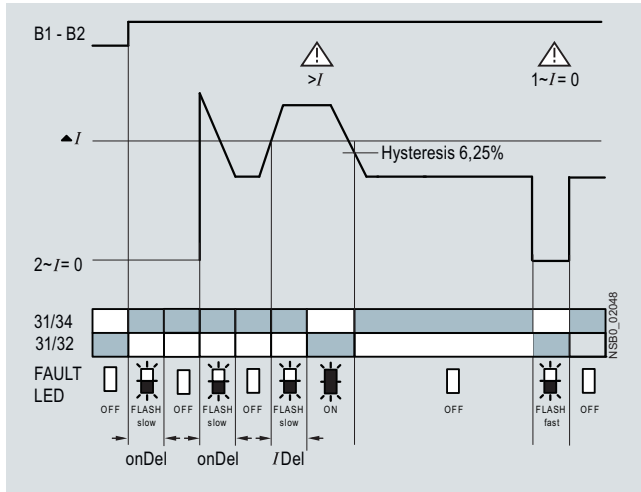 B1 - B2
>I
1~I= 0
▲I
Hysteresis 6,25%
2~I= 0
31/34
31/32
NSB0_02048
FAULT
LED
OFF FLASH slow OFF FLASH slow OFF FLASH slow ON OFF FLASH fast OFF
onDel onDel IDel